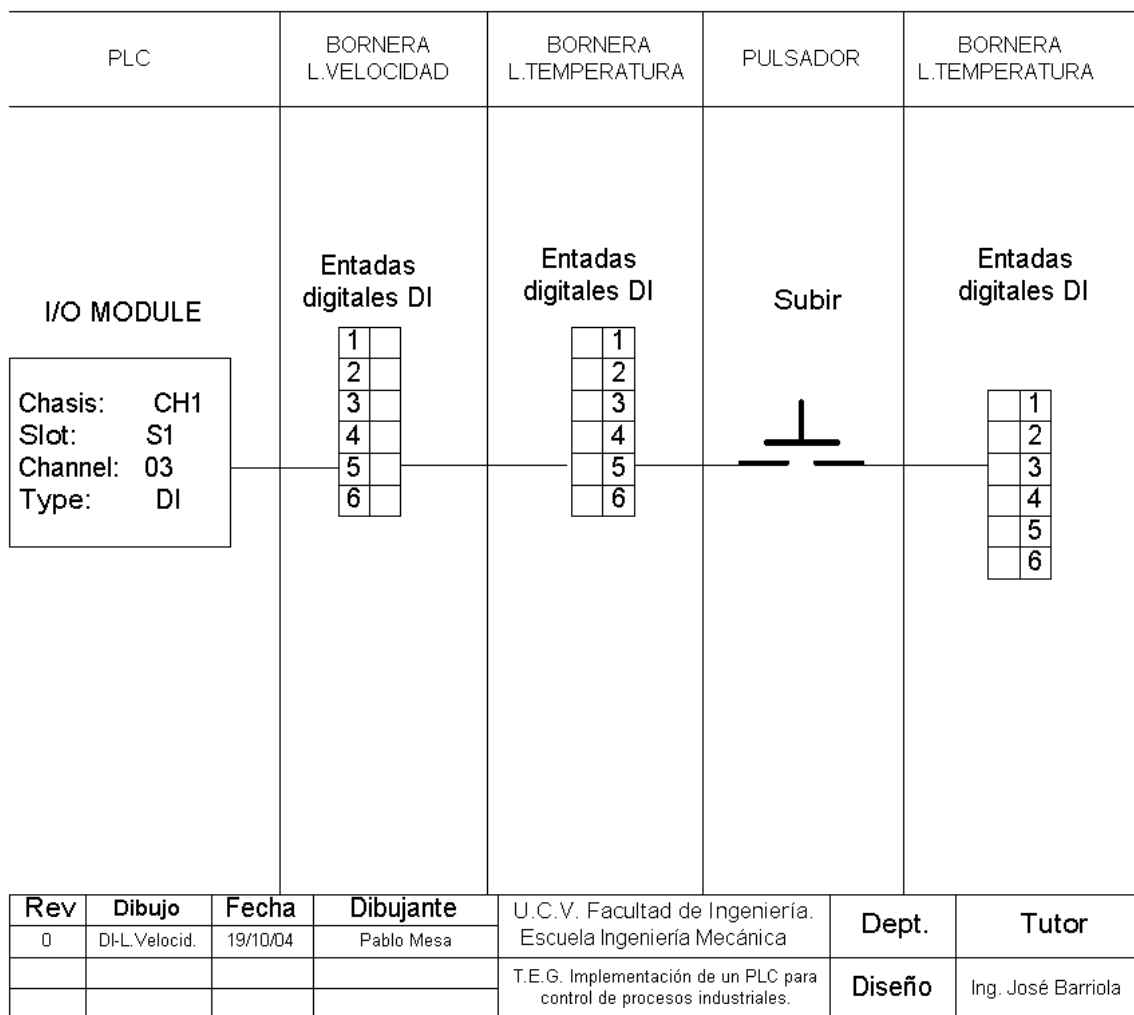 PLC
BORNERA
L.VELOCIDAD
BORNERA
L.TEMPERATURA
PULSADOR
BORNERA
L.TEMPERATURA
I/O MODULE
Chasis: CH1
Slot: S1
Channel: 03
Type: DI
Entadas
digitales DI
1
2
3
4
5
6
Entadas
digitales DI
1
2
3
4
5
6
Subir
Entadas
digitales DI
1
2
3
4
5
6
Rev Dibujo Fecha Dibujante
0 DI-L.Velocid. 19/10/04 Pablo Mesa
U.C.V. Facultad de Ingeniería.
Escuela Ingeniería Mecánica
Dept. Tutor
T.E.G. Implementación de un PLC para
control de procesos industriales.
Diseño Ing. José Barriola